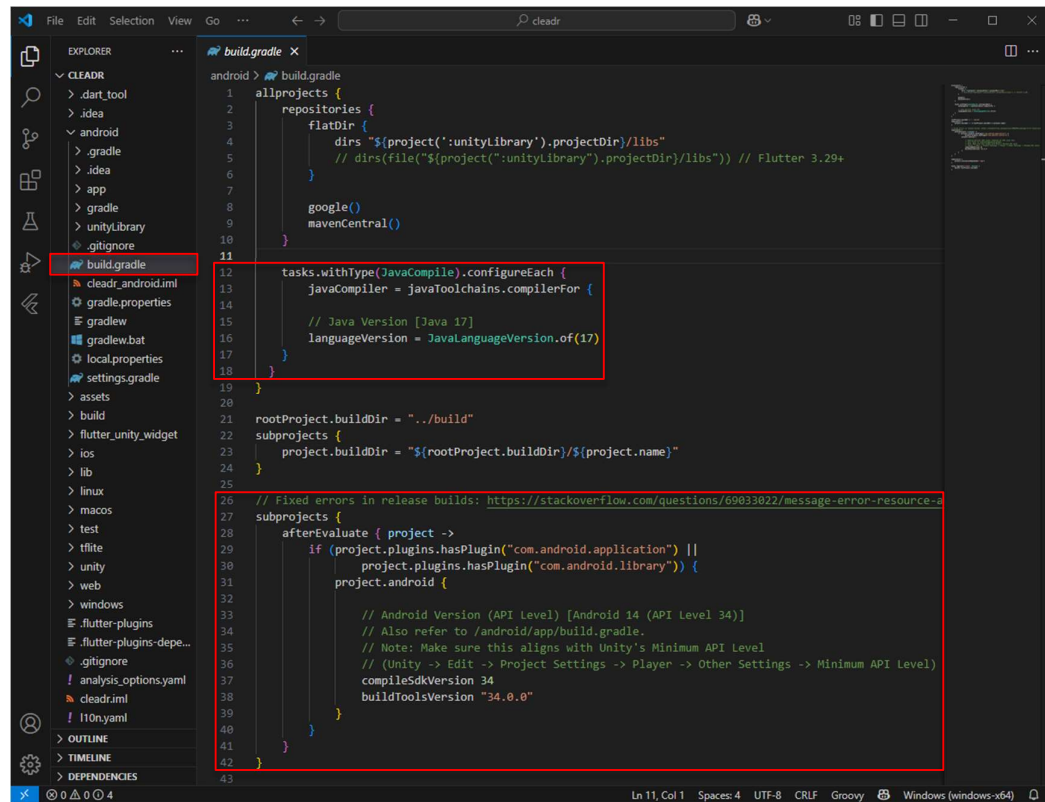 File Edit Selection View Go ··· cleadr
EXPLORER ···
CLEADR
.dart_tool
.idea
android
.gradle
.idea
app
gradle
unityLibrary
.gitignore
build.gradle
cleadr_android.iml
gradle.properties
gradlew
gradlew.bat
local.properties
settings.gradle
assets
build
flutter_unity_widget
ios
lib
linux
macos
test
tflite
unity
web
windows
.flutter-plugins
.flutter-plugins-depe...
.gitignore
analysis_options.yaml
cleadr.iml
l10n.yaml
OUTLINE
TIMELINE
DEPENDENCIES
build.gradle
android > build.gradle
1 allprojects {
2 repositories {
3 flatDir {
4 dirs "${project(':unityLibrary').projectDir}/libs"
5 // dirs(file("${project(":unityLibrary").projectDir}/libs")) // Flutter 3.29+
6 }
7
8 google()
9 mavenCentral()
10 }
11
12 tasks.withType(JavaCompile).configureEach {
13 javaCompiler = javaToolchains.compilerFor {
14
15 // Java Version [Java 17]
16 languageVersion = JavaLanguageVersion.of(17)
17 }
18 }
19 }
20
21 rootProject.buildDir = "../build"
22 subprojects {
23 project.buildDir = "${rootProject.buildDir}/${project.name}"
24 }
25
26 // Fixed errors in release builds: https://stackoverflow.com/questions/69033022/message-error-resource-a
27 subprojects {
28 afterEvaluate { project ->
29 if (project.plugins.hasPlugin("com.android.application") ||
30 project.plugins.hasPlugin("com.android.library")) {
31 project.android {
32
33 // Android Version (API Level) [Android 14 (API Level 34)]
34 // Also refer to /android/app/build.gradle.
35 // Note: Make sure this aligns with Unity's Minimum API Level
36 // (Unity -> Edit -> Project Settings -> Player -> Other Settings -> Minimum API Level)
37 compileSdkVersion 34
38 buildToolsVersion "34.0.0"
39 }
40 }
41 }
42 }
43
0 0 0 4 Ln 11, Col 1 Spaces: 4 UTF-8 CRLF Groovy Windows (windows-x64)